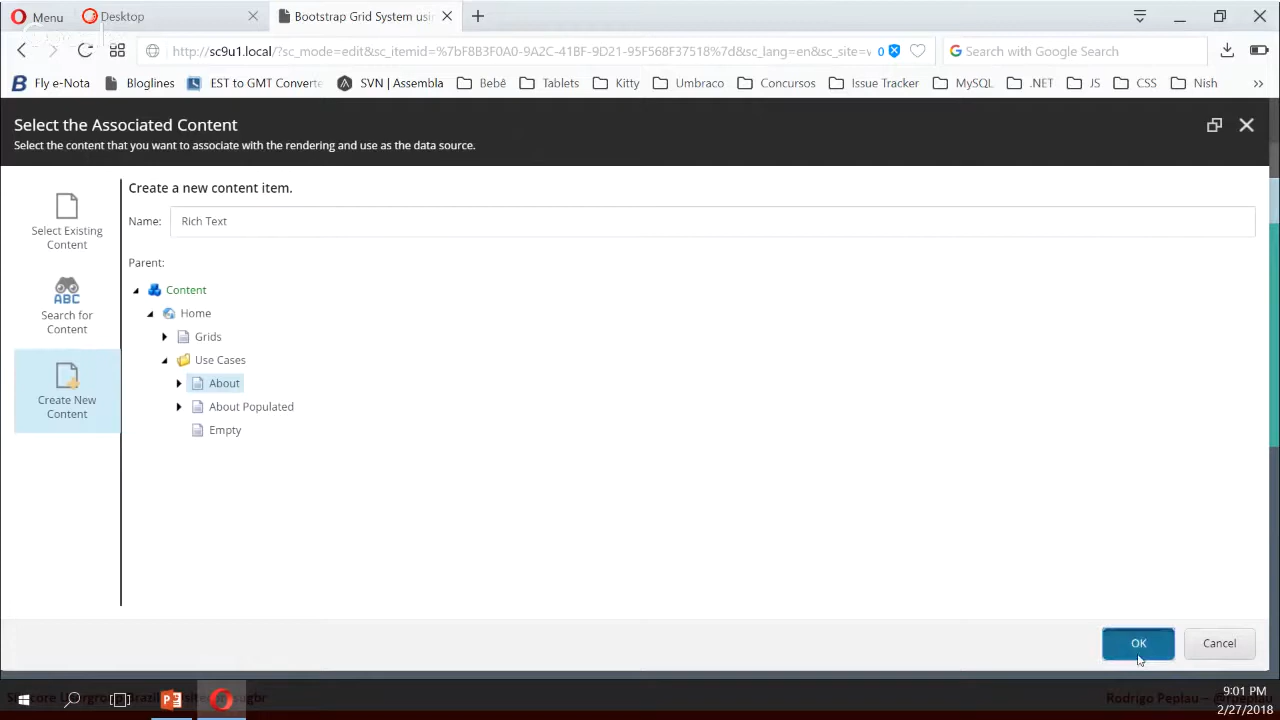 Menu
Desktop
Bootstrap Grid System usin
http://sc9u1.local/?sc_mode=edit&sc_itemid=%7bF8B3F0A0-9A2C-41BF-9D21-95F568F37518%7d&sc_lang=en&sc_site=v
0
Search with Google Search
Fly e-Nota
Bloglines
EST to GMT Converte
SVN | Assembla
Bebê
Tablets
Kitty
Umbraco
Concursos
Issue Tracker
MySQL
.NET
JS
CSS
Nish
Select the Associated Content
Select the content that you want to associate with the rendering and use as the data source.
Select Existing
Content
ABC
Search for
Content
Create New
Content
Create a new content item.
Name:
Rich Text
Parent:
Content
Home
Grids
Use Cases
About
About Populated
Empty
OK
Cancel
Rodrigo Peplau
9:01 PM
2/27/2018